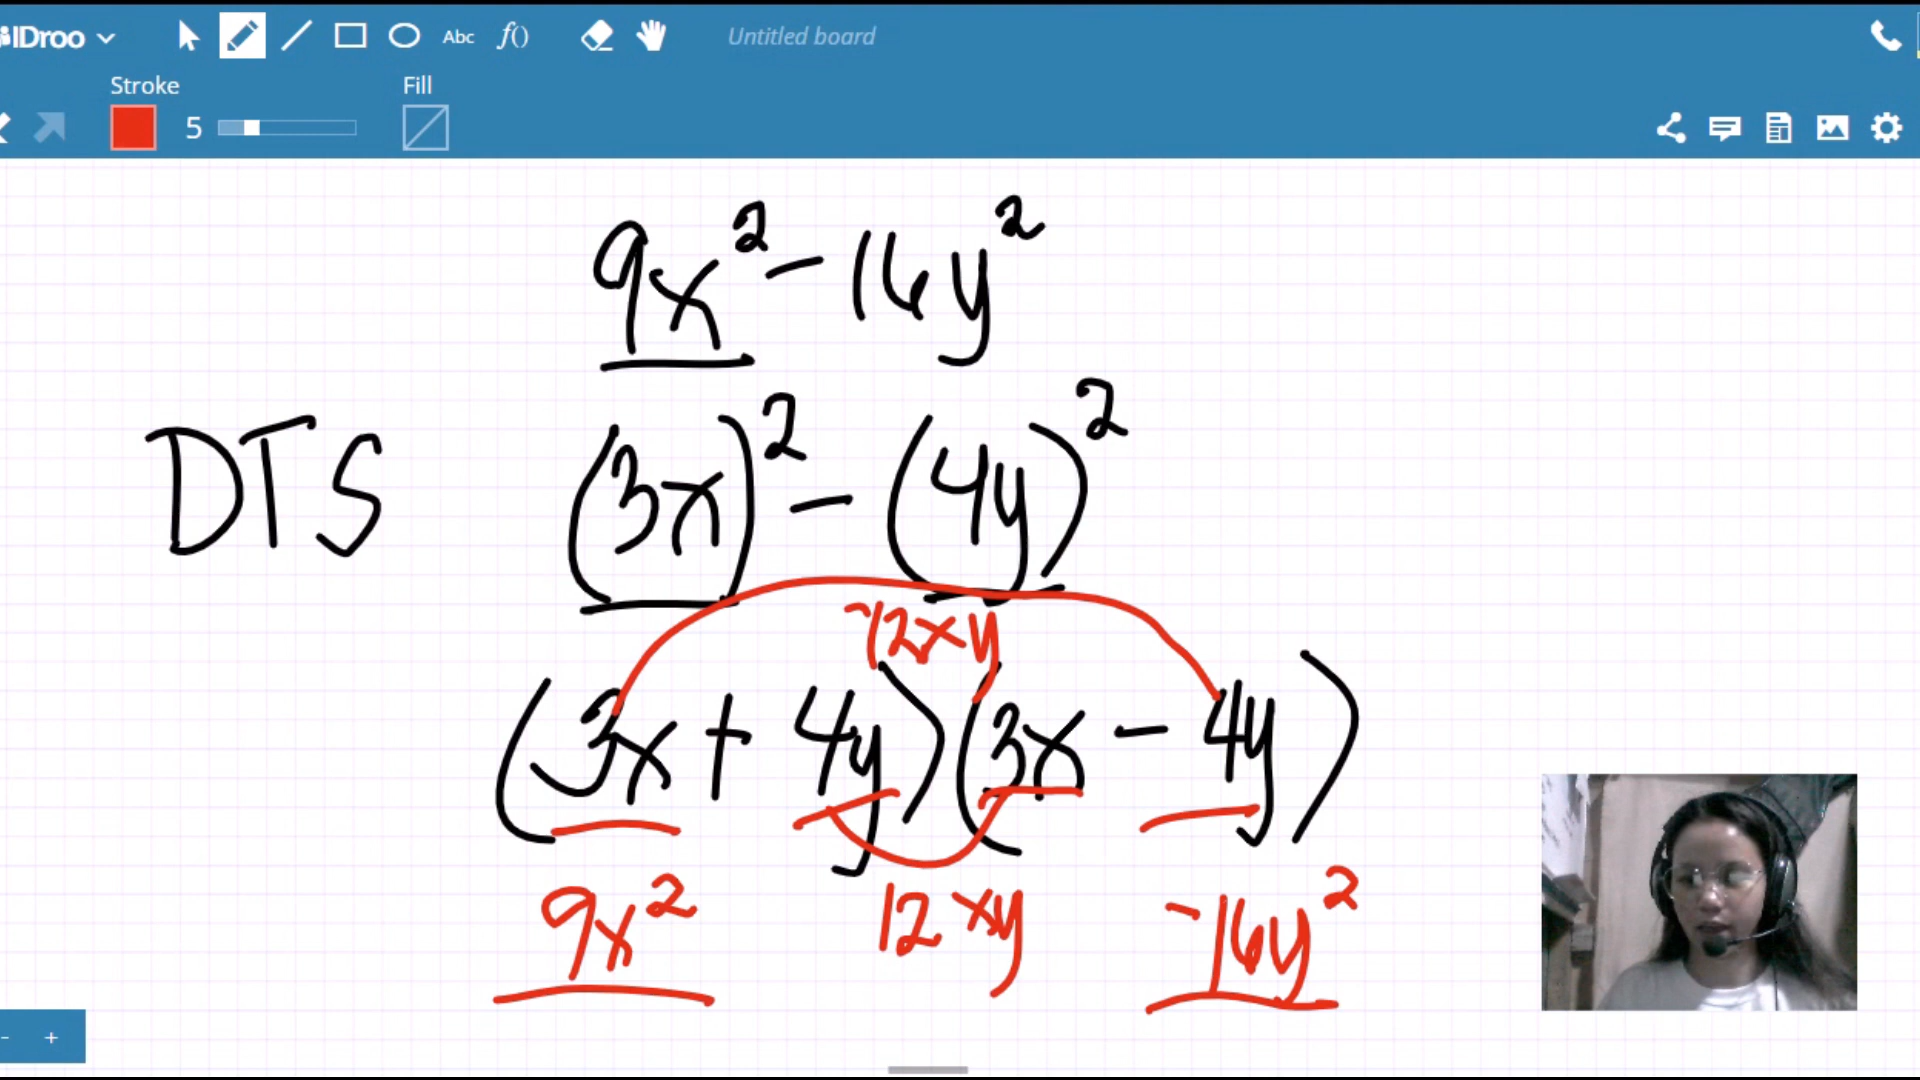 IDroo Abc f() Untitled board
Stroke Fill
5
9x² - 16y²
DTS (3x)² - (4y)²
-12xy
(3x + 4y)(3x - 4y)
9x² 12xy -16y²
- +